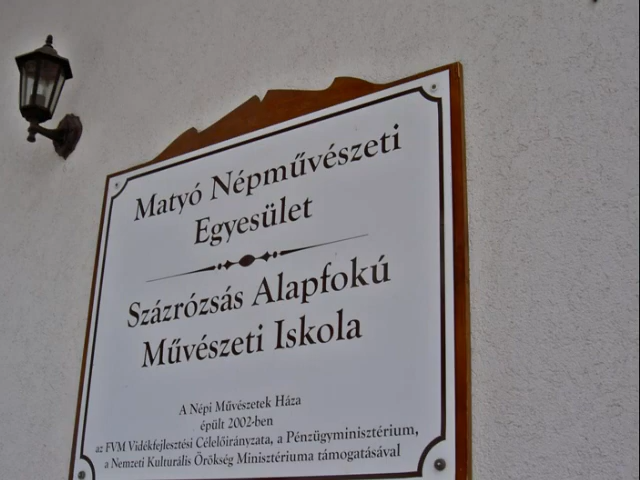 Matyó Népművészeti
Egyesület
Százrózsás Alapfokú
Művészeti Iskola
A Népi Művészetek Háza
épült 2002-ben
az FVM Vidékfejlesztési Célelőirányzata, a Pénzügyminisztérium,
a Nemzeti Kulturális Örökség Minisztériuma támogatásával